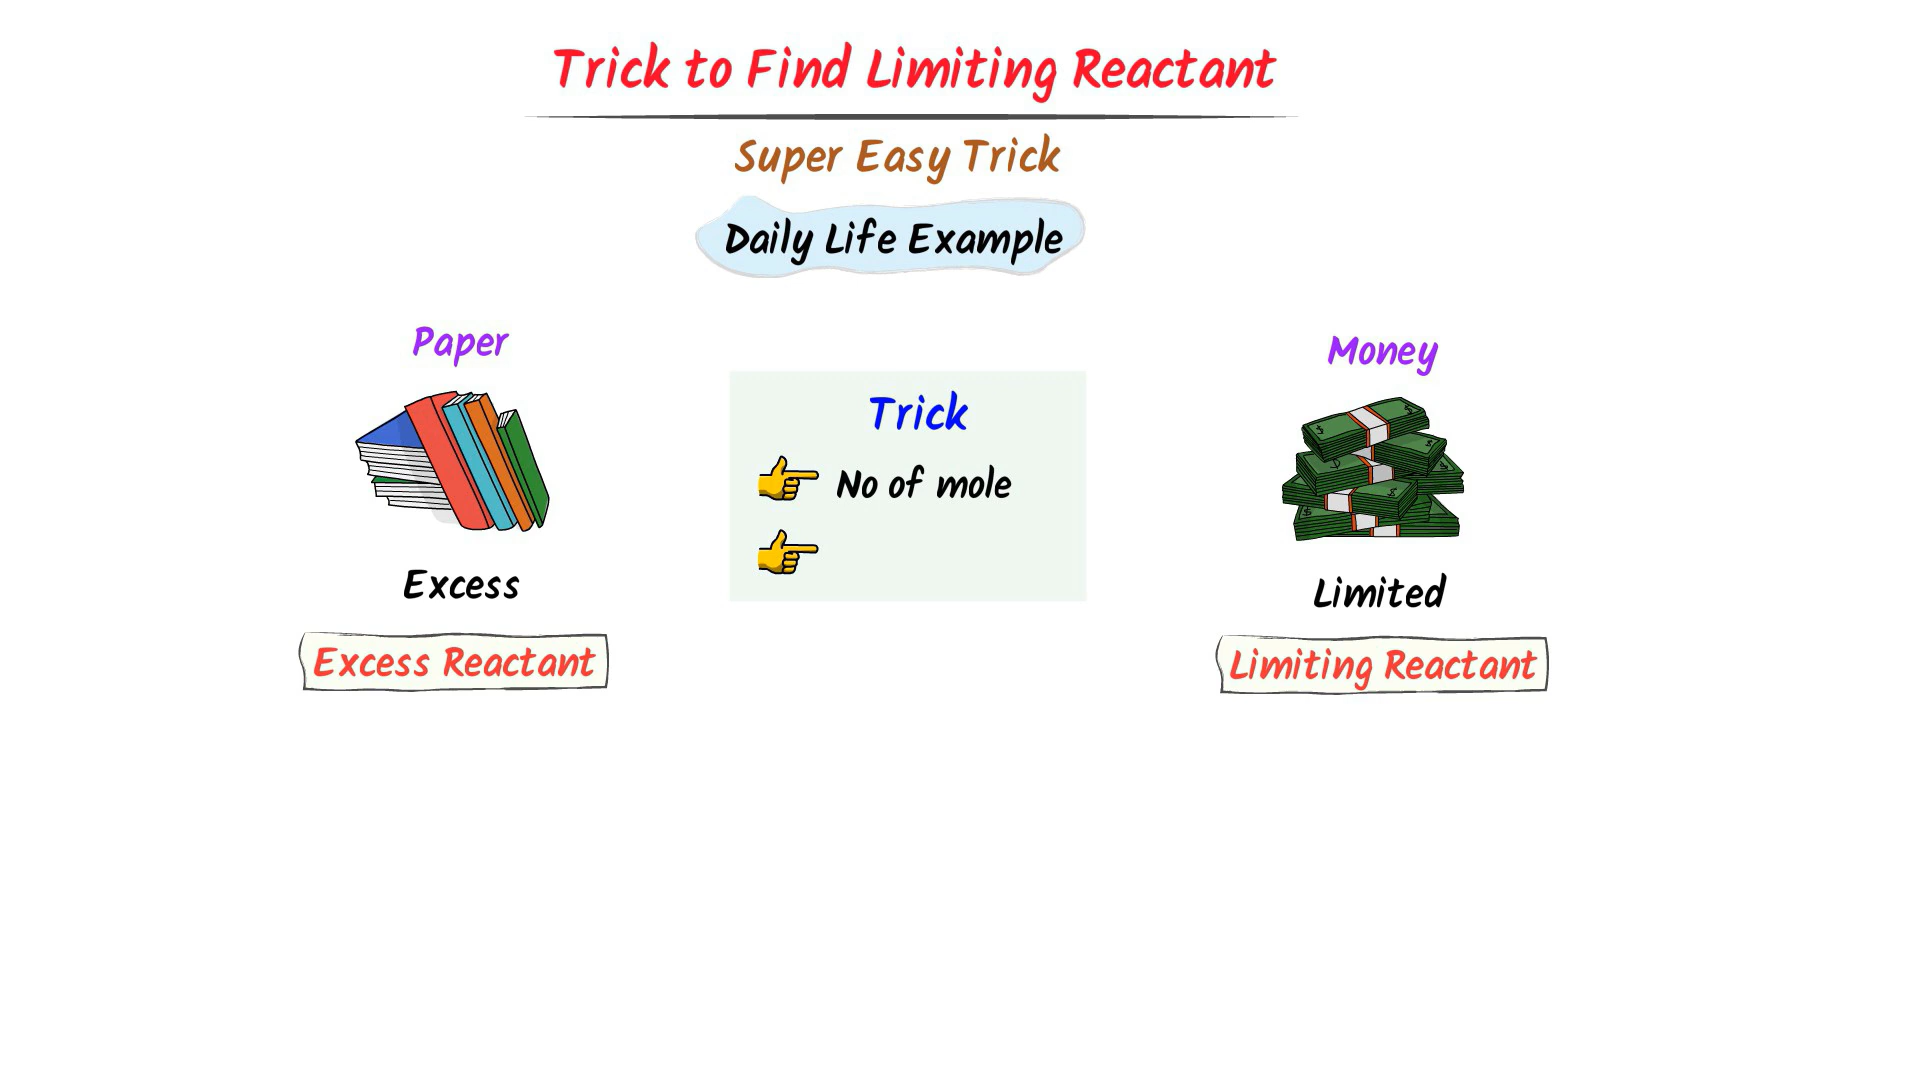 Trick to Find Limiting Reactant
Super Easy Trick
Daily Life Example
Paper
Excess
Excess Reactant
Trick
No of mole
Money
Limited
Limiting Reactant